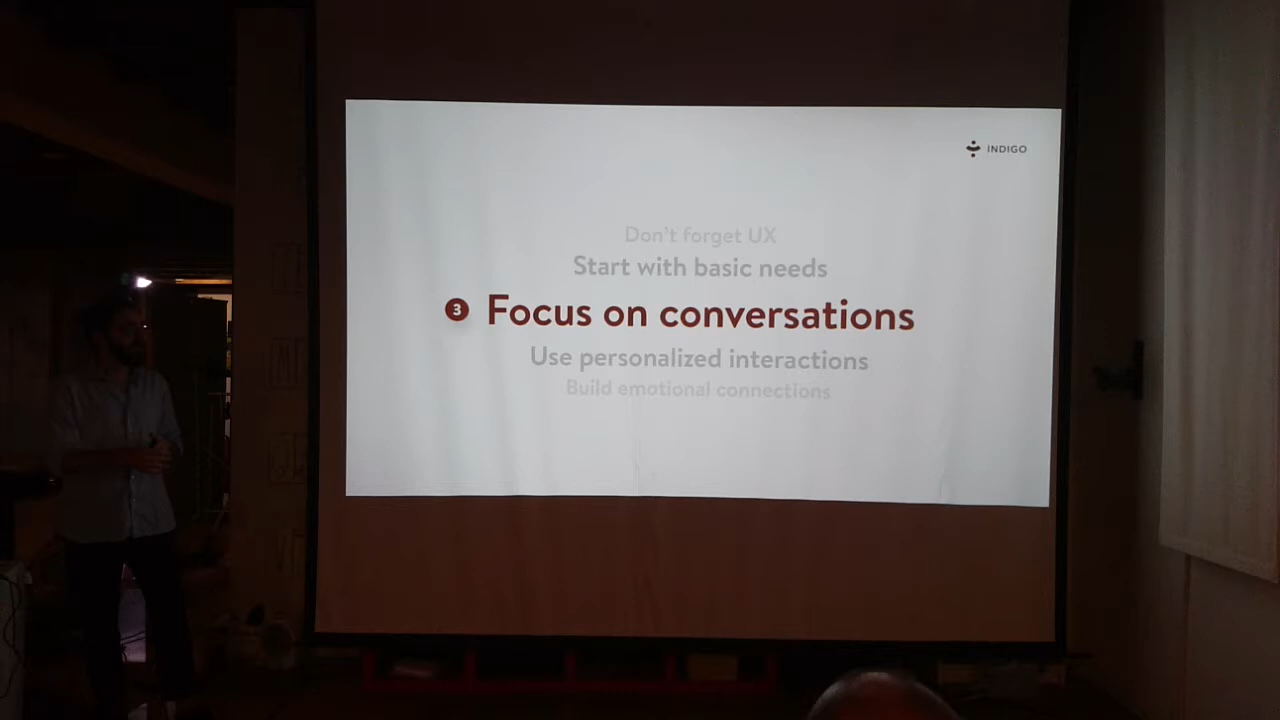 INDIGO
Don't forget UX
Start with basic needs
3 Focus on conversations
Use personalized interactions
Build emotional connections